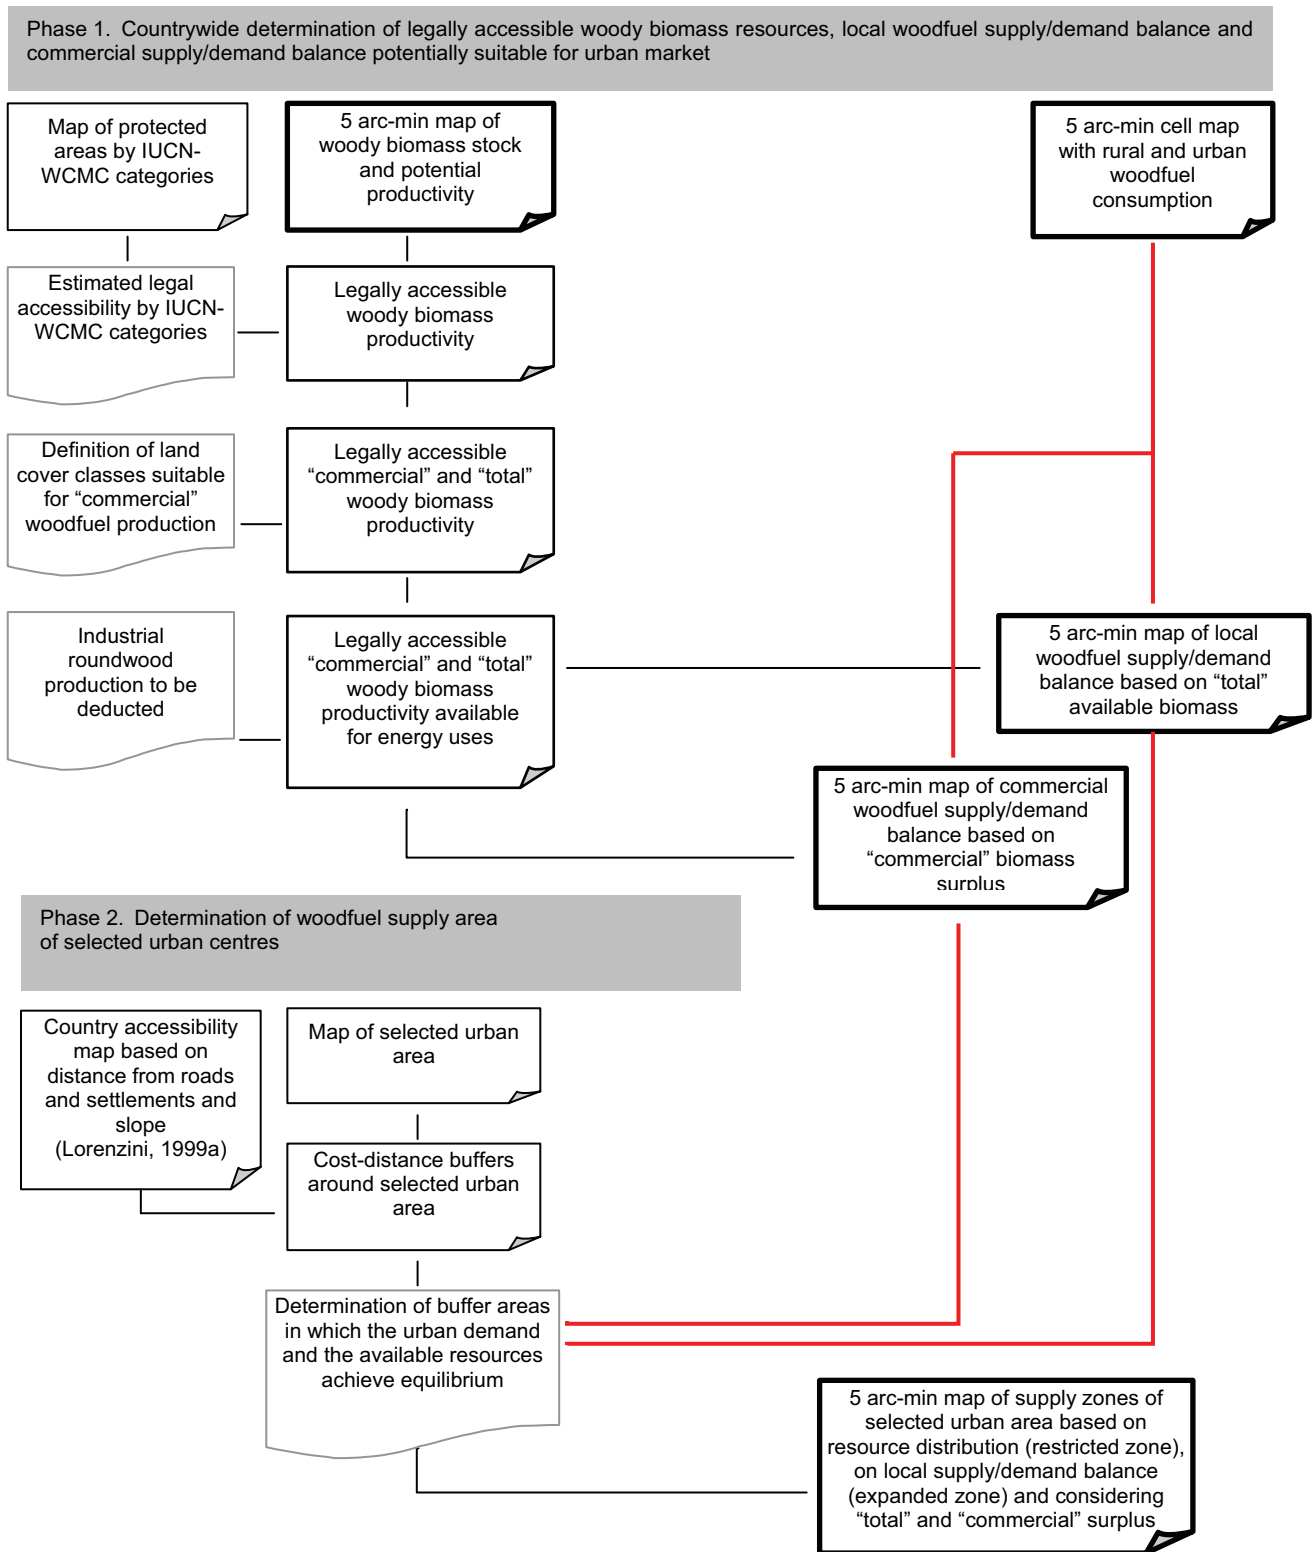 Phase 1. Countrywide determination of legally accessible woody biomass resources, local woodfuel supply/demand balance and
commercial supply/demand balance potentially suitable for urban market
Map of protected
areas by IUCN-
WCMC categories
5 arc-min map of
woody biomass stock
and potential
productivity
5 arc-min cell map
with rural and urban
woodfuel
consumption
Estimated legal
accessibility by IUCN-
WCMC categories
Legally accessible
woody biomass
productivity
Definition of land
cover classes suitable
for “commercial”
woodfuel production
Legally accessible
“commercial” and “total”
woody biomass
productivity
Industrial
roundwood
production to be
deducted
Legally accessible
“commercial” and “total”
woody biomass
productivity available
for energy uses
5 arc-min map of local
woodfuel supply/demand
balance based on “total”
available biomass
5 arc-min map of commercial
woodfuel supply/demand
balance based on
“commercial” biomass
surplus
Phase 2. Determination of woodfuel supply area
of selected urban centres
Country accessibility
map based on
distance from roads
and settlements and
slope
(Lorenzini, 1999a)
Map of selected urban
area
Cost-distance buffers
around selected urban
area
Determination of buffer areas
in which the urban demand
and the available resources
achieve equilibrium
5 arc-min map of supply zones of
selected urban area based on
resource distribution (restricted zone),
on local supply/demand balance
(expanded zone) and considering
“total” and “commercial” surplus